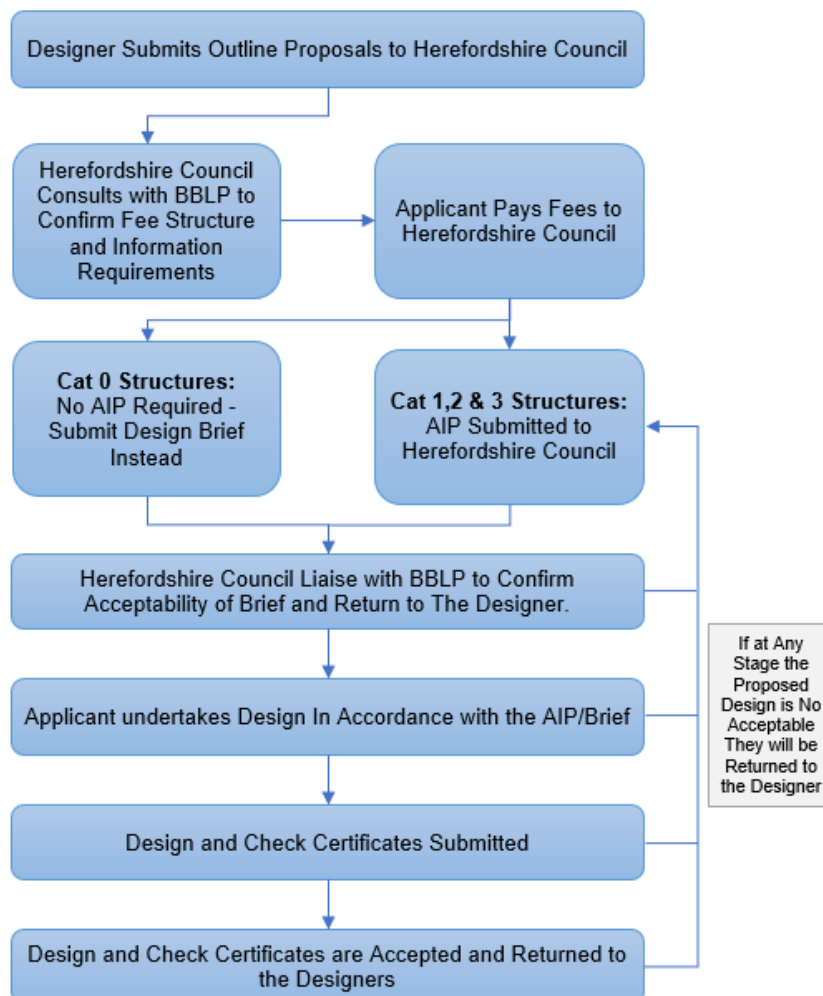 Designer Submits Outline Proposals to Herefordshire Council
Herefordshire Council
Consults with BBLP to
Confirm Fee Structure
and Information
Requirements
Applicant Pays Fees to
Herefordshire Council
Cat 0 Structures:
No AIP Required -
Submit Design Brief
Instead
Cat 1,2 & 3 Structures:
AIP Submitted to
Herefordshire Council
Herefordshire Council Liaise with BBLP to Confirm
Acceptability of Brief and Return to The Designer.
If at Any
Stage the
Proposed
Design is No
Acceptable
They will be
Returned to
the Designer
Applicant undertakes Design In Accordance with the AIP/Brief
Design and Check Certificates Submitted
Design and Check Certificates are Accepted and Returned to
the Designers